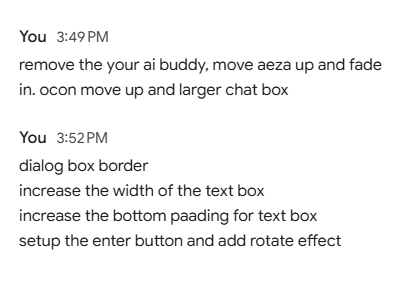 You 3:49 PM
remove the your ai buddy, move aeza up and fade
in. ocon move up and larger chat box
You 3:52 PM
dialog box border
increase the width of the text box
increase the bottom paading for text box
setup the enter button and add rotate effect